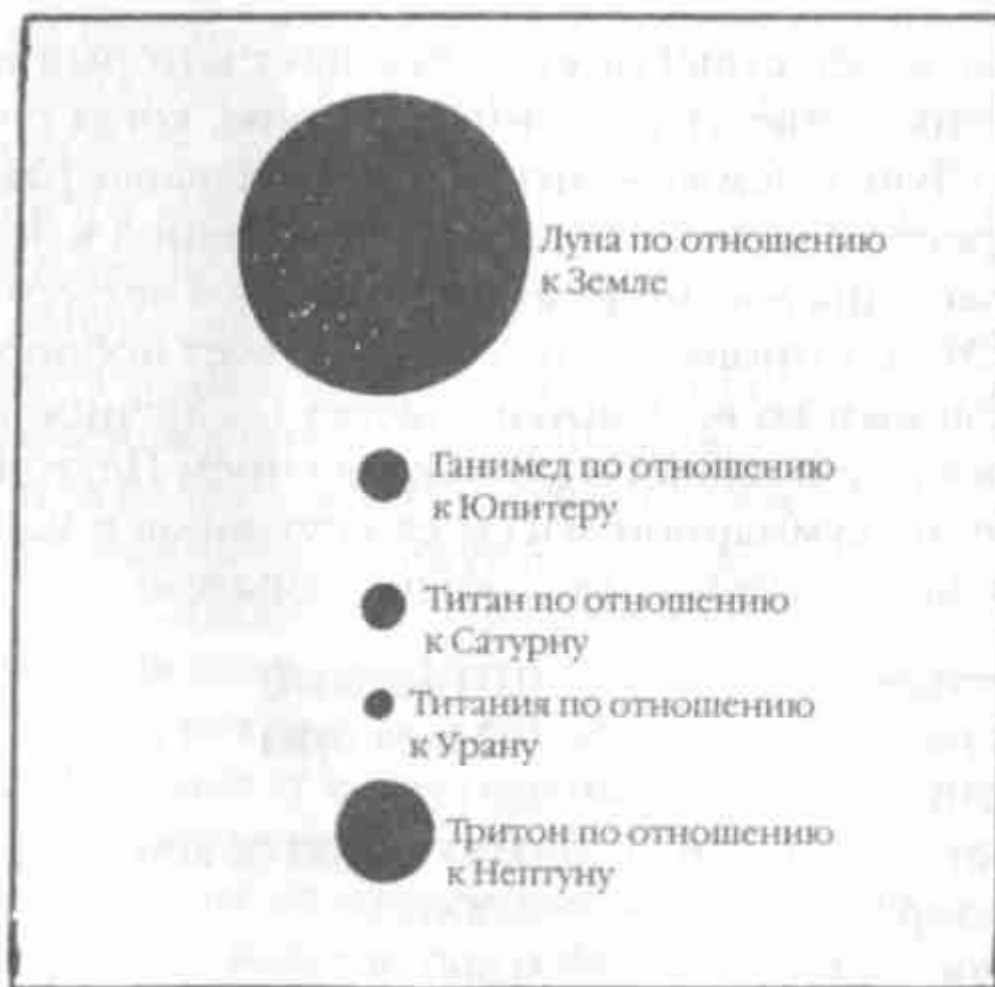 Луна по отношению
к Земле
Ганимед по отношению
к Юпитеру
Титан по отношению
к Сатурну
Титания по отношению
к Урану
Тритон по отношению
к Нептуну